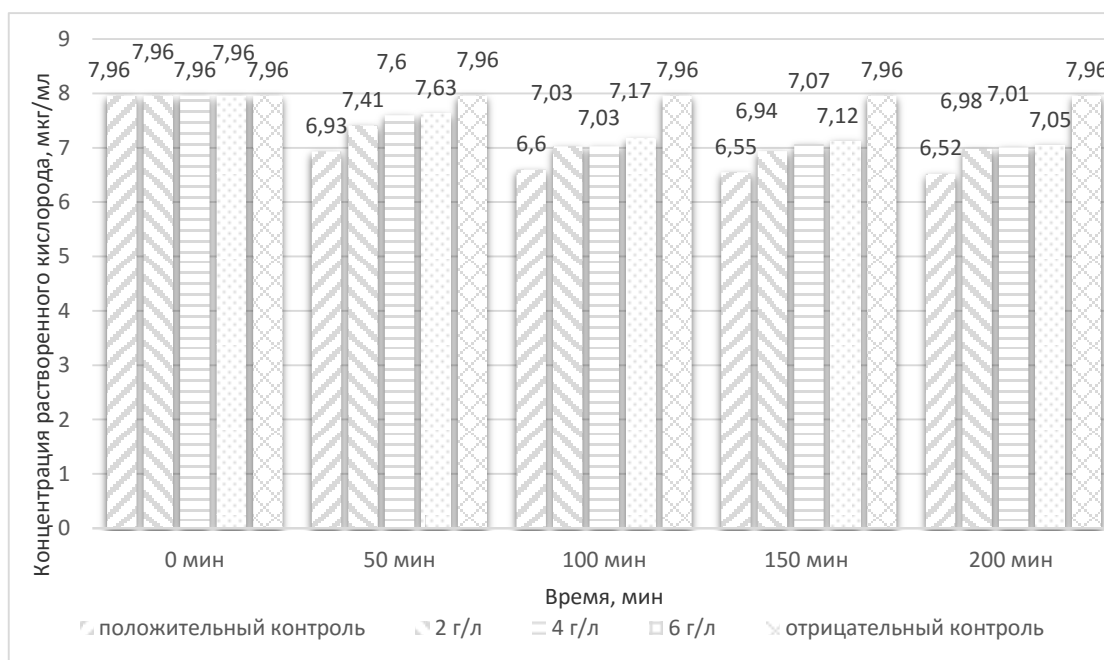 Концентрация растворенного кислорода, мкг/мл
9
8
7
6
5
4
3
2
1
0
7,96 7,96 7,96 7,96 7,96
6,93 7,41 7,6 7,63 7,96
6,6 7,03 7,03 7,17 7,96
6,55 6,94 7,07 7,12 7,96
6,52 6,98 7,01 7,05 7,96
0 мин 50 мин 100 мин 150 мин 200 мин
Время, мин
положительный контроль 2 г/л 4 г/л 6 г/л отрицательный контроль